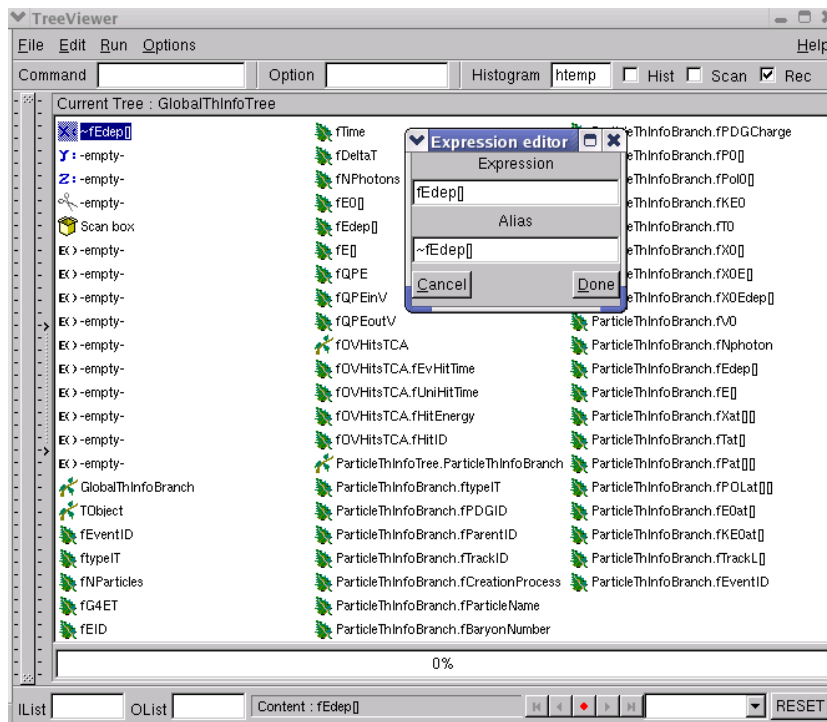 TreeViewer
File Edit Run Options Help
Command Option Histogram htemp Hist Scan Rec
Current Tree : GlobalThInfoTree
X: ~fEdep[]
Y: -empty-
Z: -empty-
-empty-
Scan box
E() -empty-
E() -empty-
E() -empty-
E() -empty-
E() -empty-
E() -empty-
E() -empty-
E() -empty-
E() -empty-
E() -empty-
GlobalThInfoBranch
TObject
fEventID
ftypeIT
fNParticles
fG4ET
fEID
fTime
fDeltaT
fNPhotons
fE0[]
fEdep[]
fE[]
fQPE
fQPEinV
fQPEoutV
fOVHitsTCA
fOVHitsTCA.fEvHitTime
fOVHitsTCA.fUniHitTime
fOVHitsTCA.fHitEnergy
fOVHitsTCA.fHitID
ParticleThInfoTree.ParticleThInfoBranch
ParticleThInfoBranch.ftypeIT
ParticleThInfoBranch.fPDGID
ParticleThInfoBranch.fParentID
ParticleThInfoBranch.fTrackID
ParticleThInfoBranch.fCreationProcess
ParticleThInfoBranch.fParticleName
ParticleThInfoBranch.fBaryonNumber
eThInfoBranch.fPDGCharge
eThInfoBranch.fP0[]
eThInfoBranch.fPol0[]
eThInfoBranch.fKE0
eThInfoBranch.fT0
eThInfoBranch.fX0[]
eThInfoBranch.fX0E[]
eThInfoBranch.fX0Edep[]
ParticleThInfoBranch.fV0
ParticleThInfoBranch.fNphoton
ParticleThInfoBranch.fEdep[]
ParticleThInfoBranch.fE[]
ParticleThInfoBranch.fXat[][]
ParticleThInfoBranch.fTat[]
ParticleThInfoBranch.fPat[][]
ParticleThInfoBranch.fPOLat[][]
ParticleThInfoBranch.fE0at[]
ParticleThInfoBranch.fKE0at[]
ParticleThInfoBranch.fTrackL[]
ParticleThInfoBranch.fEventID
Expression editor
Expression
fEdep[]
Alias
~fEdep[]
Cancel Done
0%
IList OList Content : fEdep[] RESET